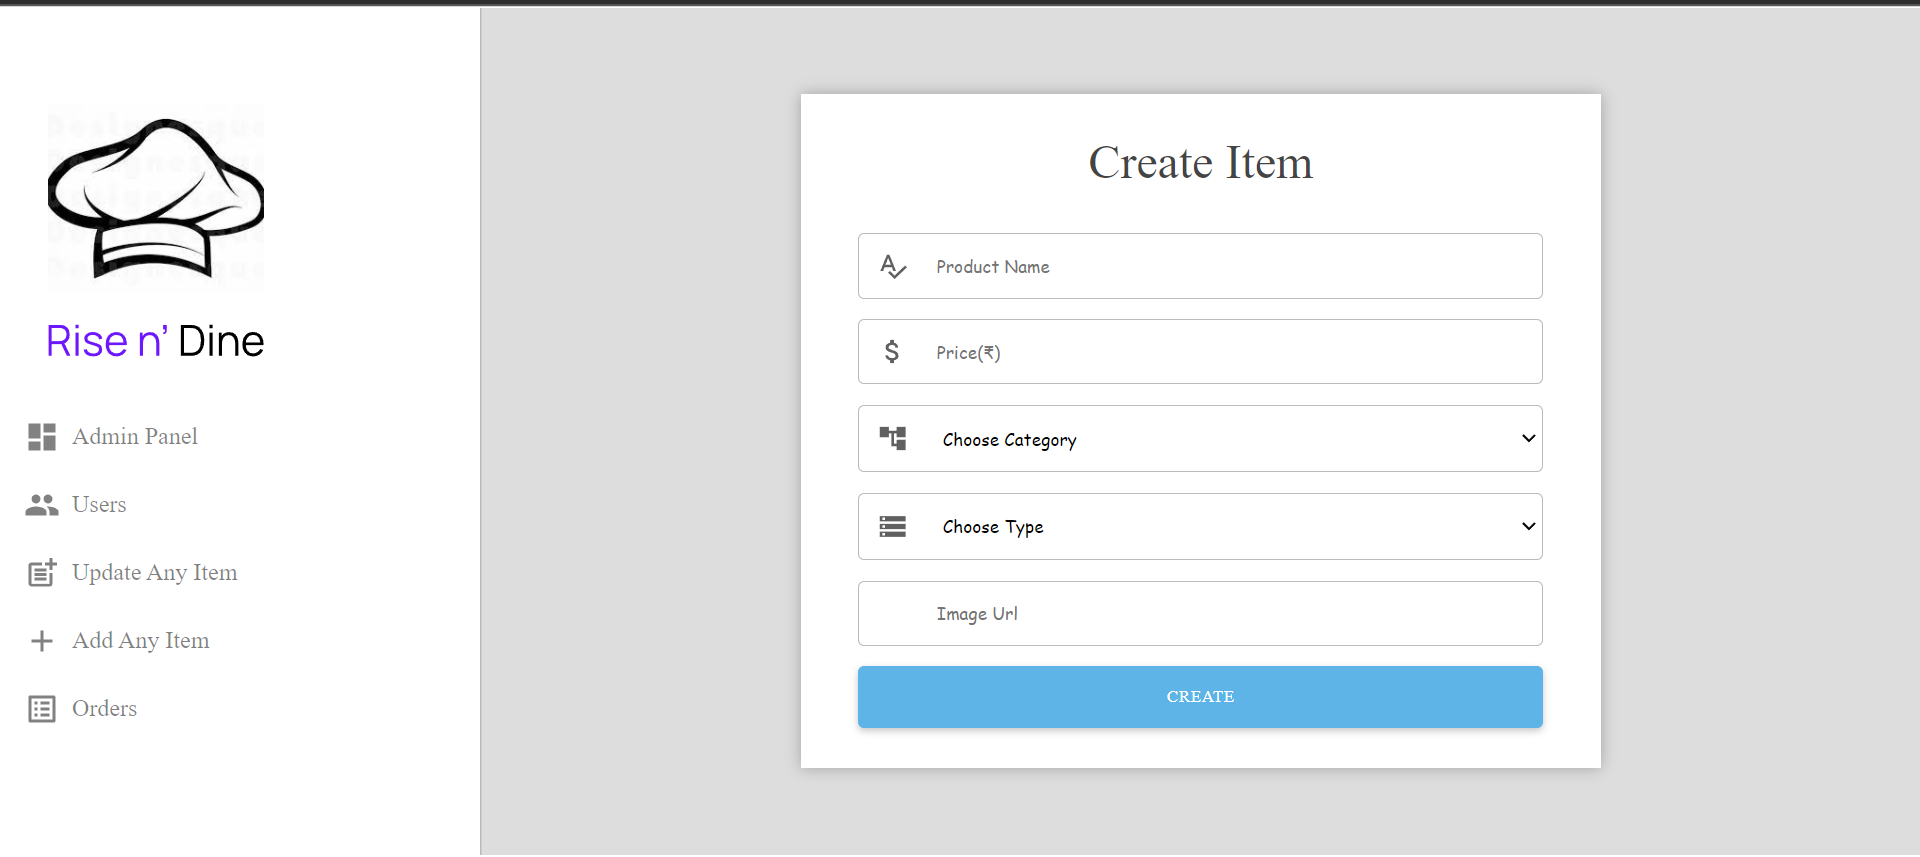 Rise n’ Dine
Admin Panel
Users
Update Any Item
Add Any Item
Orders
Create Item
Product Name
Price(₹)
Choose Category
Choose Type
Image Url
CREATE